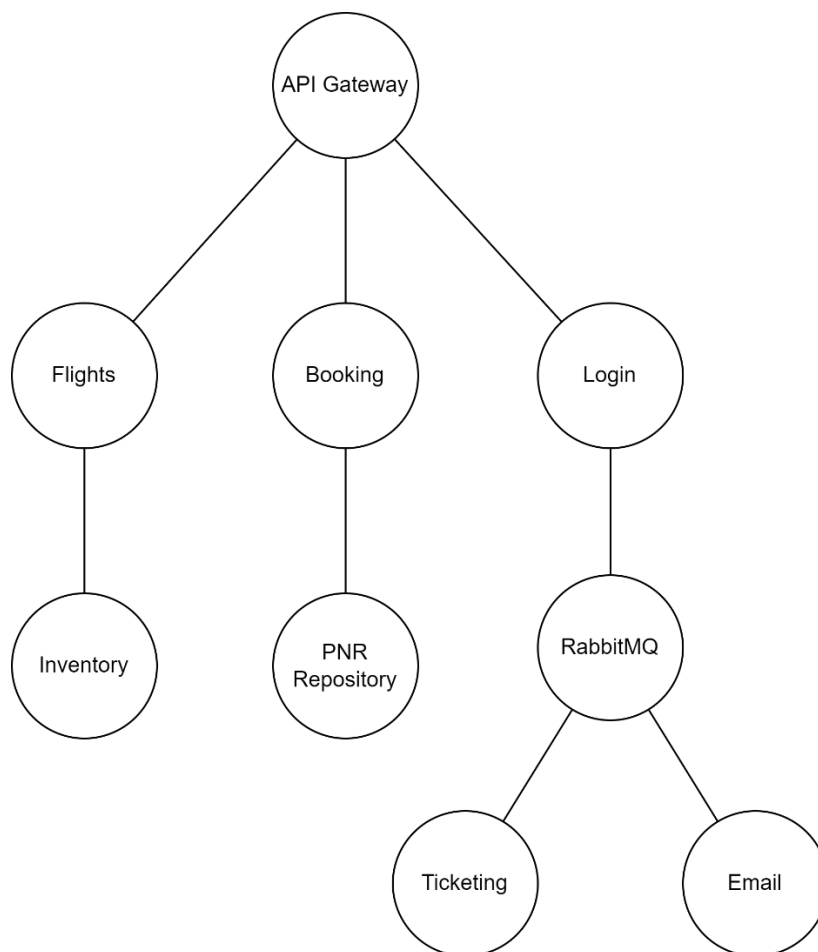 API Gateway
Flights
Booking
Login
Inventory
PNR
Repository
RabbitMQ
Ticketing
Email